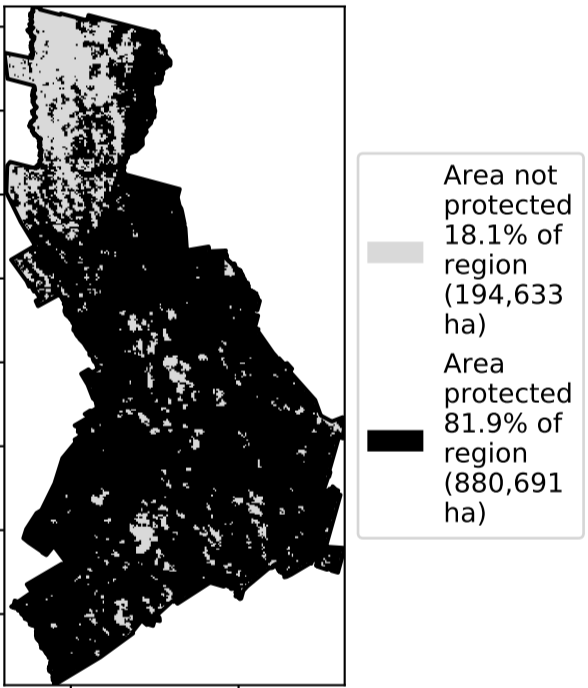 Area not
protected
18.1% of
region
(194,633
ha)
Area
protected
81.9% of
region
(880,691
ha)